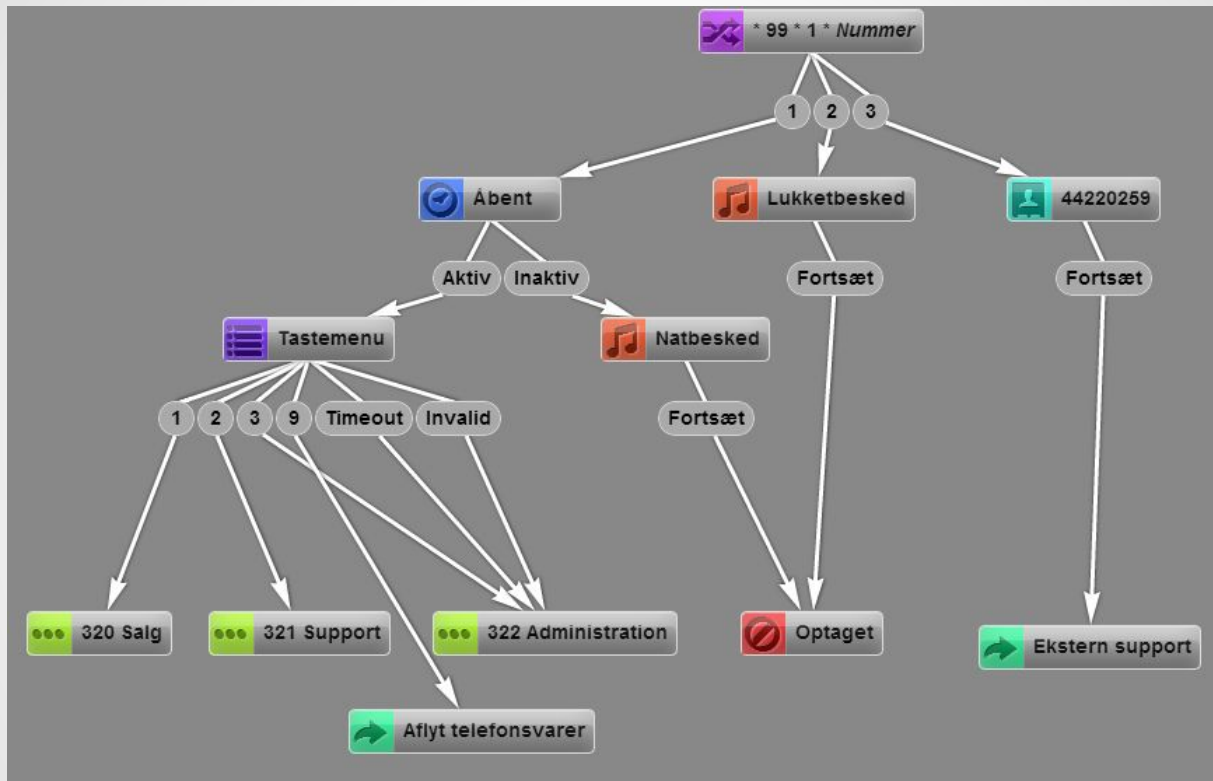 * 99 * 1 * Nummer
1 2 3
Åbent
Lukketbesked
44220259
Aktiv Inaktiv
Fortsæt
Fortsæt
Tastemenu
Natbesked
1 2 3 9 Timeout Invalid
Fortsæt
320 Salg
321 Support
322 Administration
Optaget
Ekstern support
Aflyt telefonsvarer